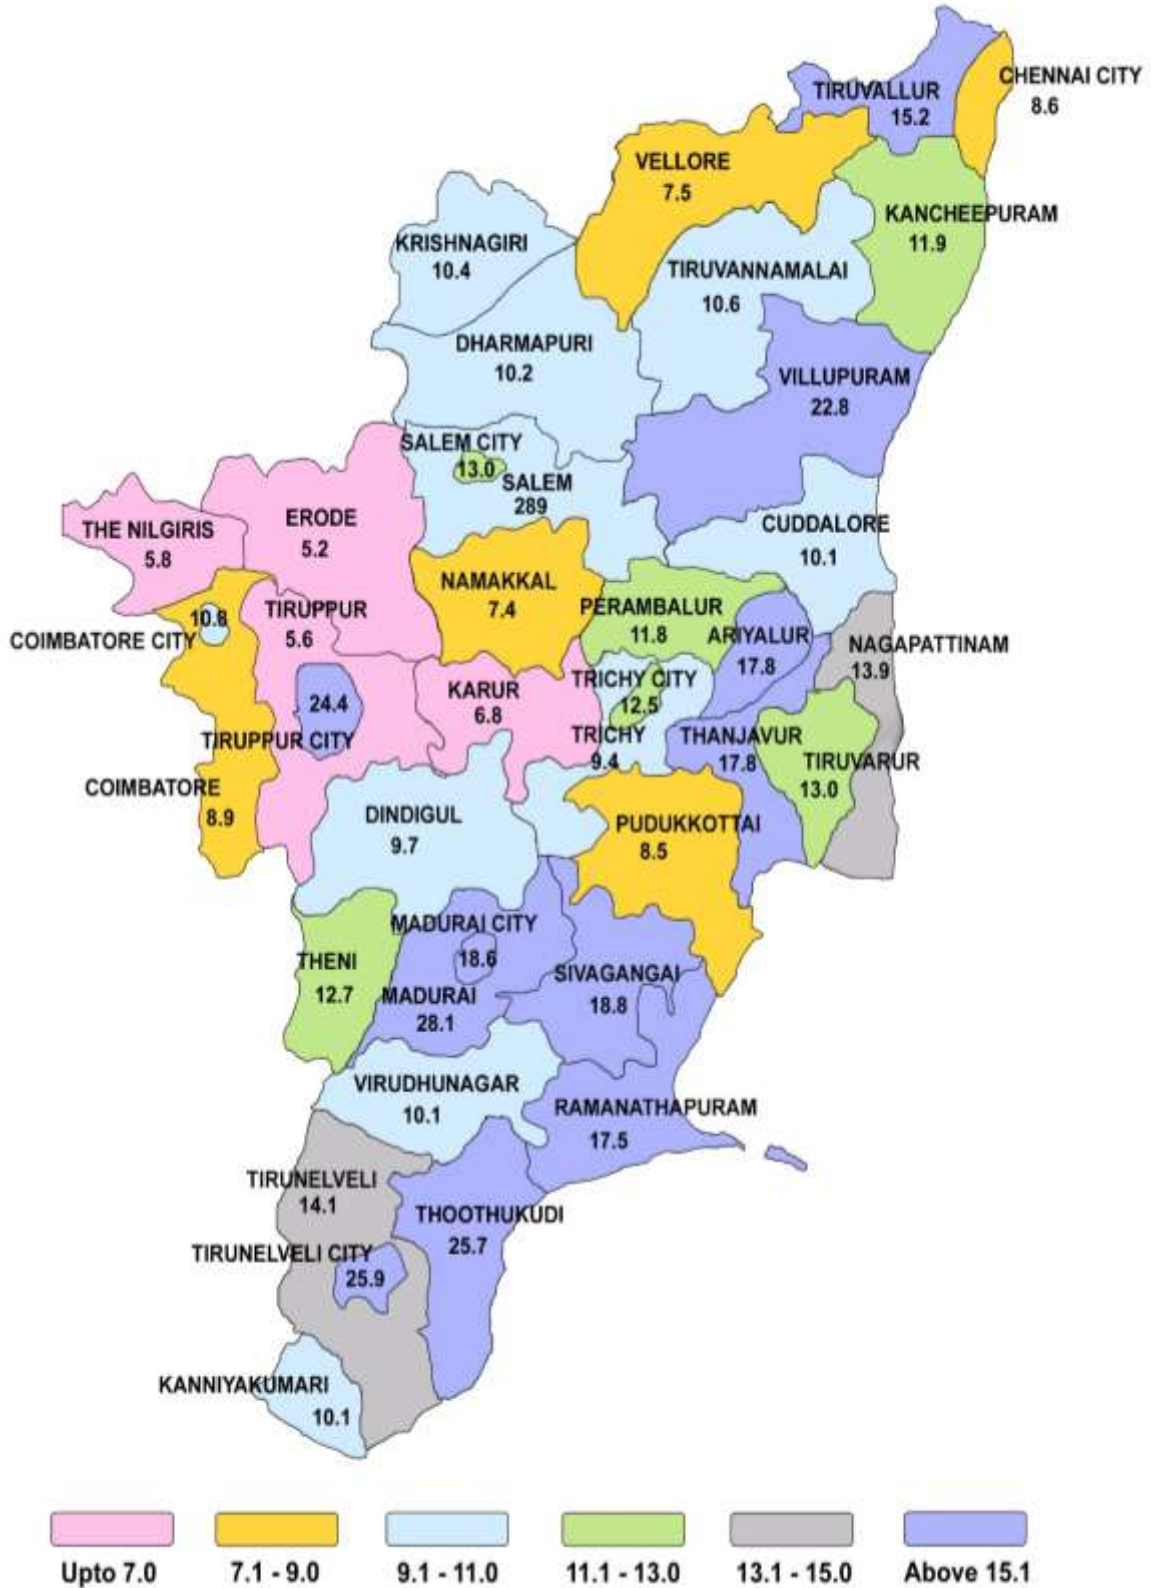 CHENNAI CITY
8.6
TIRUVALLUR
15.2
VELLORE
7.5
KANCHEEPURAM
11.9
KRISHNAGIRI
10.4
TIRUVANNAMALAI
10.6
DHARMAPURI
10.2
VILLUPURAM
22.8
SALEM CITY
13.0
SALEM
289
CUDDALORE
10.1
THE NILGIRIS
5.8
ERODE
5.2
NAMAKKAL
7.4
PERAMBALUR
11.8
ARIYALUR
17.8
NAGAPATTINAM
13.9
10.8
COIMBATORE CITY
TIRUPPUR
5.6
KARUR
6.8
TRICHY CITY
12.5
TRICHY
9.4
THANJAVUR
17.8
TIRUVARUR
13.0
24.4
TIRUPPUR CITY
COIMBATORE
8.9
DINDIGUL
9.7
PUDUKKOTTAI
8.5
MADURAI CITY
18.6
THENI
12.7
MADURAI
28.1
SIVAGANGAI
18.8
VIRUDHUNAGAR
10.1
RAMANATHAPURAM
17.5
TIRUNELVELI
14.1
THOOTHUKUDI
25.7
TIRUNELVELI CITY
25.9
KANNIYAKUMARI
10.1
Upto 7.0
7.1 - 9.0
9.1 - 11.0
11.1 - 13.0
13.1 - 15.0
Above 15.1